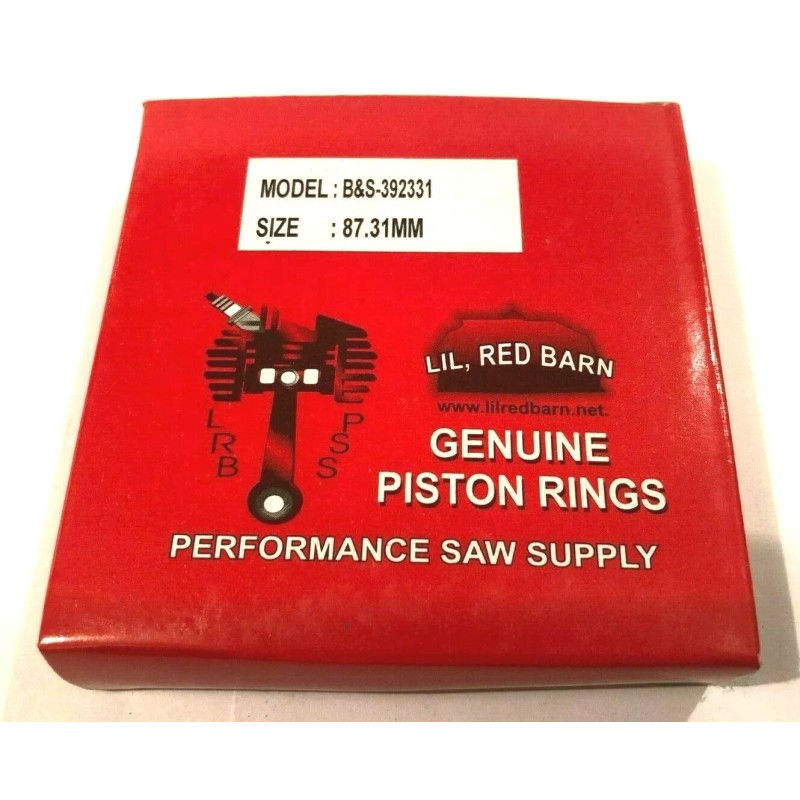 MODEL : B&S-392331
SIZE : 87.31MM
LIL, RED BARN
www.lilredbarn.net.
LRB
PSS
GENUINE
PISTON RINGS
PERFORMANCE SAW SUPPLY